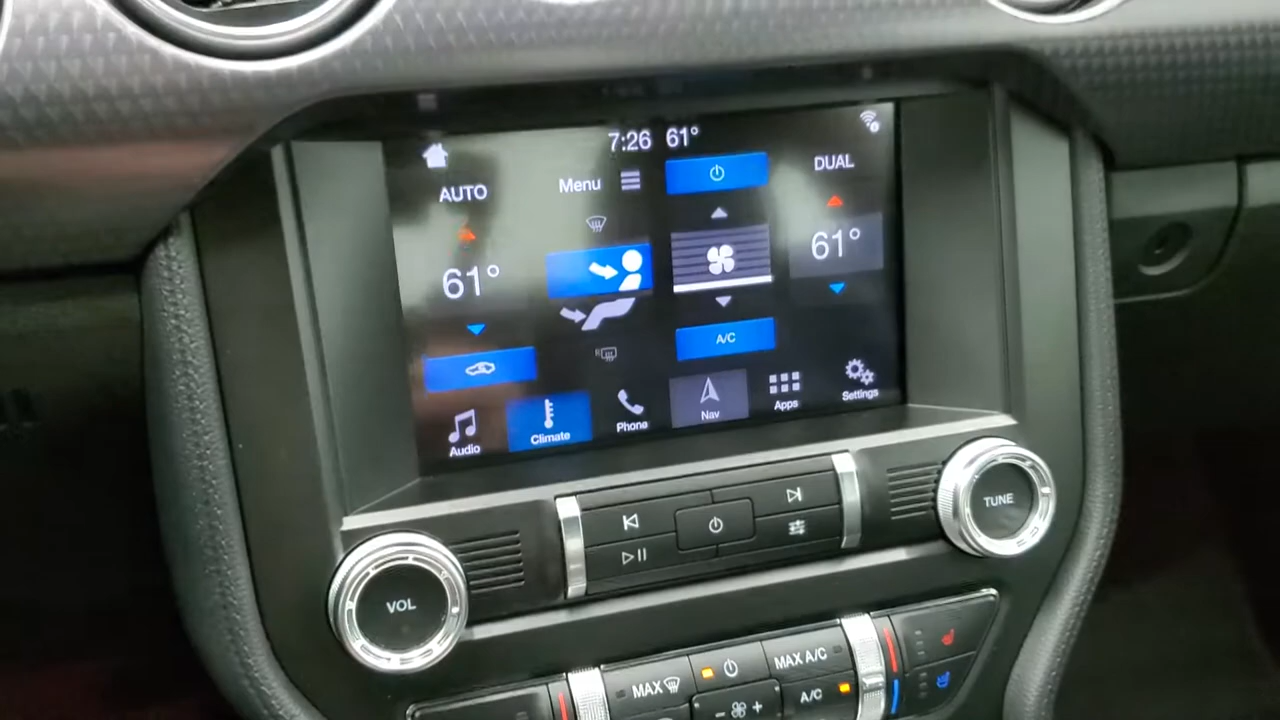 7:26 61°
AUTO
Menu
DUAL
61°
61°
A/C
Audio
Climate
Phone
Nav
Apps
Settings
TUNE
VOL
MAX
MAX A/C
A/C